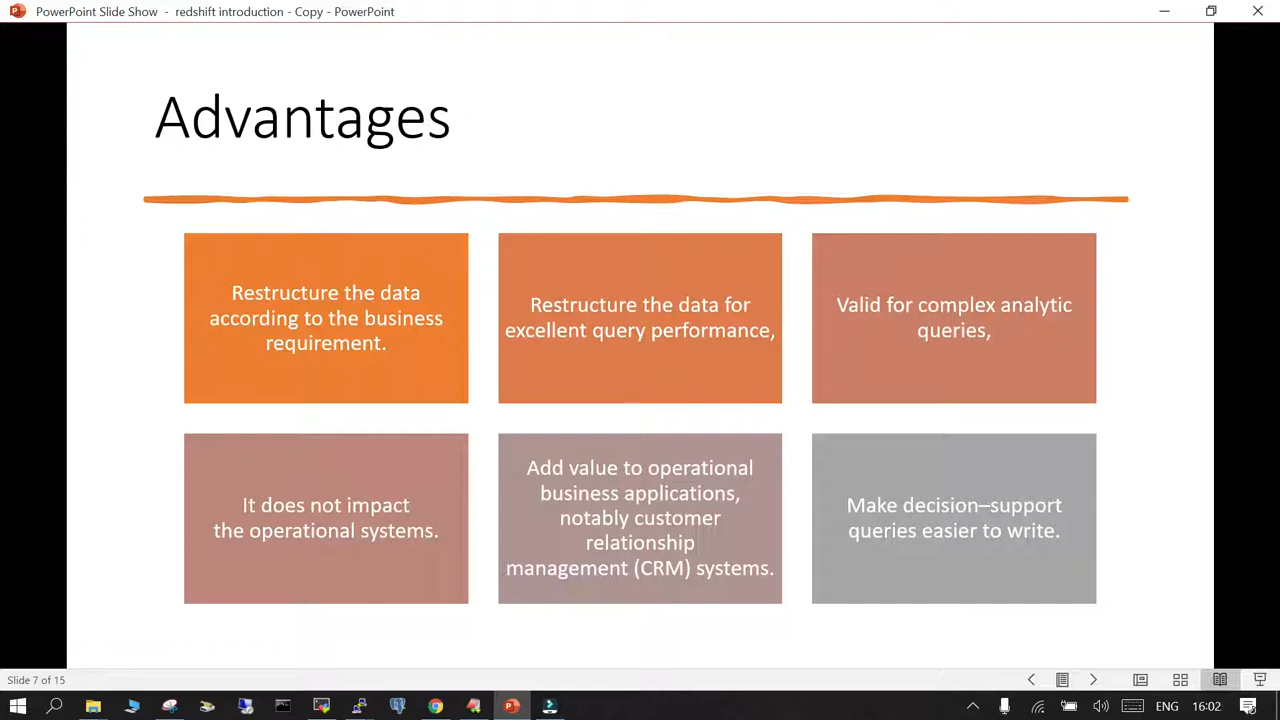 PowerPoint Slide Show - redshift introduction - Copy - PowerPoint
Advantages
Restructure the data
according to the business
requirement.
Restructure the data for
excellent query performance,
Valid for complex analytic
queries,
It does not impact
the operational systems.
Add value to operational
business applications,
notably customer
relationship
management (CRM) systems.
Make decision–support
queries easier to write.
Slide 7 of 15
ENG 16:02